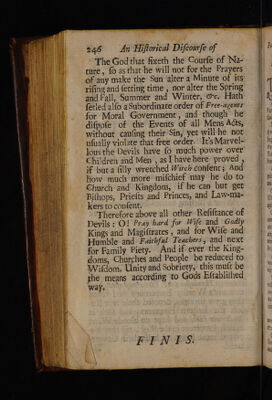 246 An Historical Discourse of
The God that fixeth the Course of Na-
ture, so as that he will not for the Prayers
of any make the Sun alter a Minute of its
rising and setting time, nor alter the Spring
and Fall, Summer and Winter, &c. Hath
setled also a Subordinate order of Free-agents
for Moral Government, and though he
dispose of the Events of all Mens Acts,
without causing their Sin, yet will he not
usually violate that free order. It's Marvel-
lous the Devils have so much power over
Children and Men, as I have here proved,
if but a silly wretched Witch consent; And
how much more mischief may he do to
Church and Kingdom, if he can but get
Bishops, Priests and Princes, and Law-ma-
kers to consent.
Therefore above all other Resistance of
Devils: O! Pray hard for Wise and Godly
Kings and Magistrates, and for Wise and
Humble and Faithful Teachers, and next
for Family Piety. And if ever the King-
doms, Churches and People be reduced to
Wisdom, Unity and Sobriety, this must be
the means according to Gods Established
way.
FINIS.